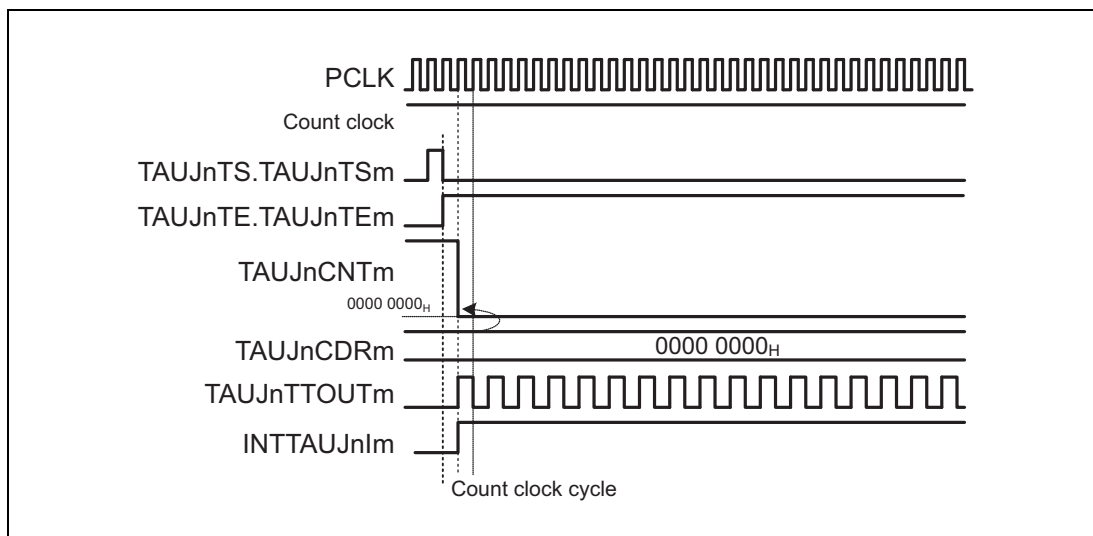 PCLK
Count clock
TAUJnTS.TAUJnTSm
TAUJnTE.TAUJnTEm
TAUJnCNTm
0000 0000H
TAUJnCDRm
0000 0000H
TAUJnTTOUTm
INTTAUJnIm
Count clock cycle